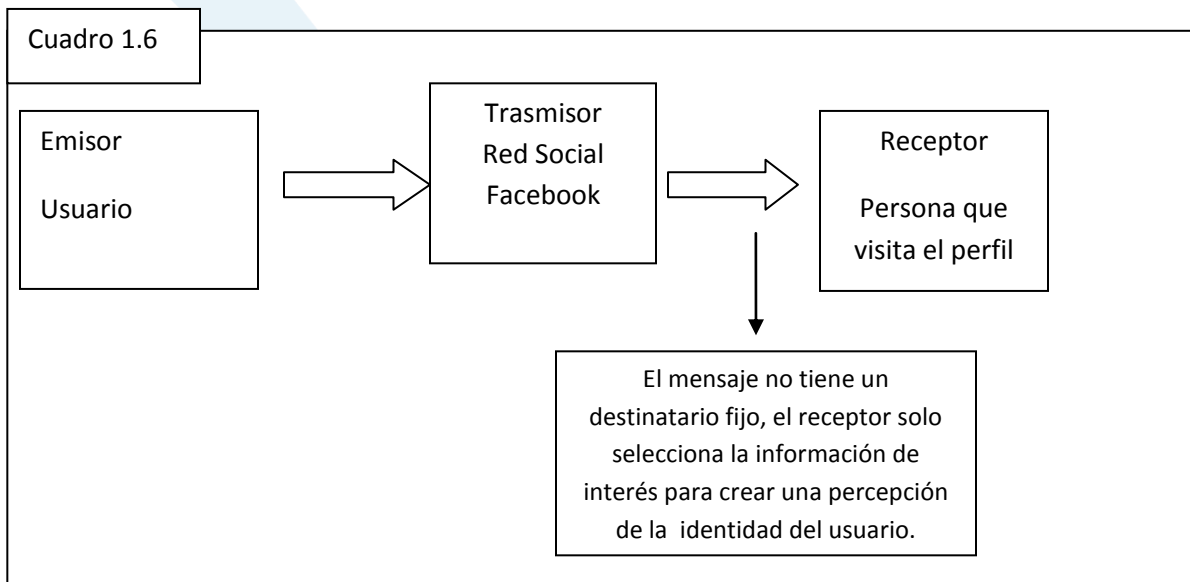 Cuadro 1.6
Emisor
Usuario
Trasmisor
Red Social
Facebook
Receptor
Persona que
visita el perfil
El mensaje no tiene un
destinatario fijo, el receptor solo
selecciona la información de
interés para crear una percepción
de la identidad del usuario.